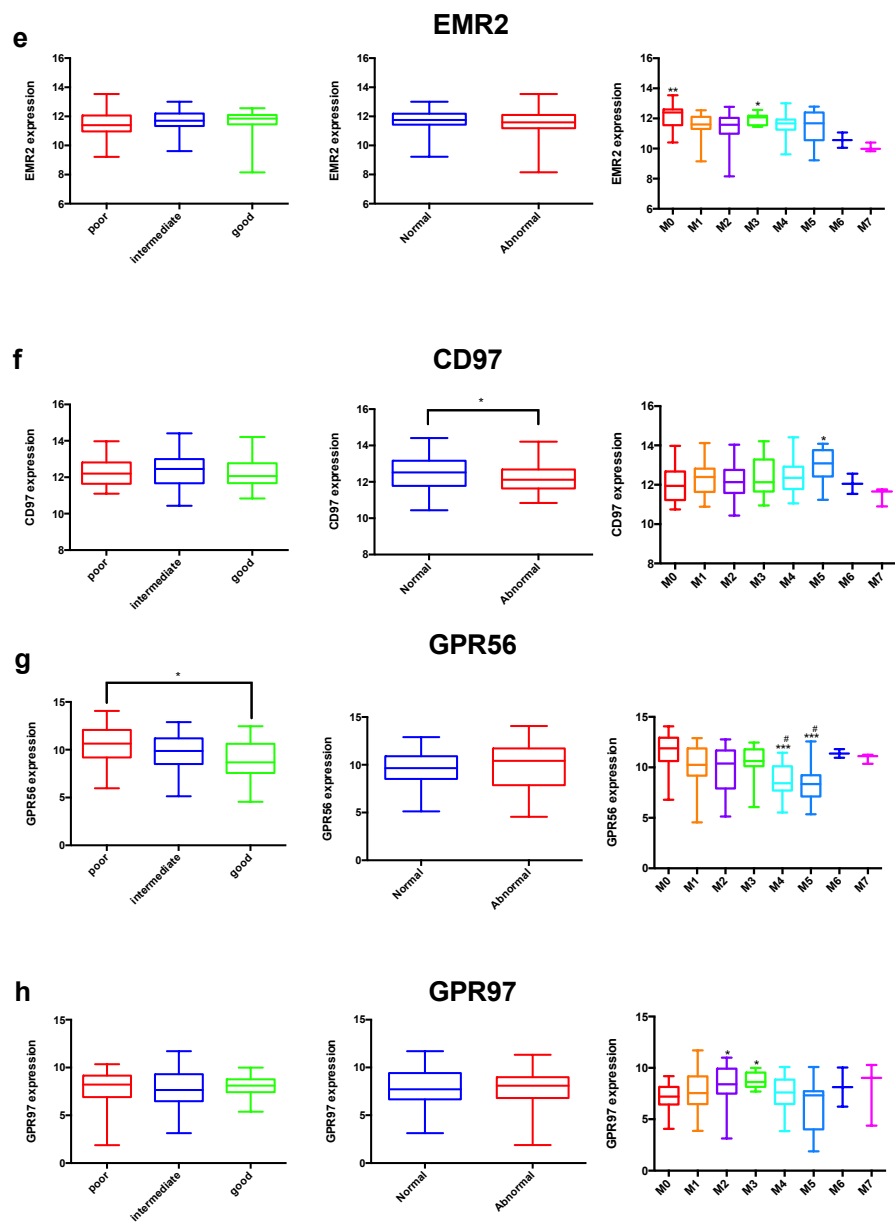 e
EMR2
EMR2 expression
16
14
12
10
8
6
poor
intermediate
good
EMR2 expression
16
14
12
10
8
6
Normal
Abnormal
EMR2 expression
16
14
12
10
8
6
**
*
M0
M1
M2
M3
M4
M5
M6
M7
f
CD97
CD97 expression
16
14
12
10
8
poor
intermediate
good
CD97 expression
16
14
12
10
8
*
Normal
Abnormal
CD97 expression
16
14
12
10
8
*
M0
M1
M2
M3
M4
M5
M6
M7
g
GPR56
GPR56 expression
15
10
5
0
*
poor
intermediate
good
GPR56 expression
15
10
5
0
Normal
Abnormal
GPR56 expression
15
10
5
0
#
***
#
***
M0
M1
M2
M3
M4
M5
M6
M7
h
GPR97
GPR97 expression
15
10
5
0
poor
intermediate
good
GPR97 expression
15
10
5
0
Normal
Abnormal
GPR97 expression
15
10
5
0
*
*
M0
M1
M2
M3
M4
M5
M6
M7